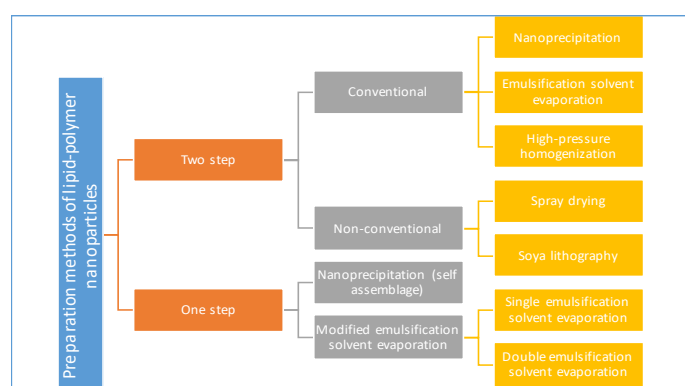 Preparation methods of lipid-polymer
nanoparticles
Two step
Conventional
Nanoprecipitation
Emulsification solvent
evaporation
High-pressure
homogenization
Non-conventional
Spray drying
Soya lithography
One step
Nanoprecipitation (self
assemblage)
Modified emulsification
solvent evaporation
Single emulsification
solvent evaporation
Double emulsification
solvent evaporation